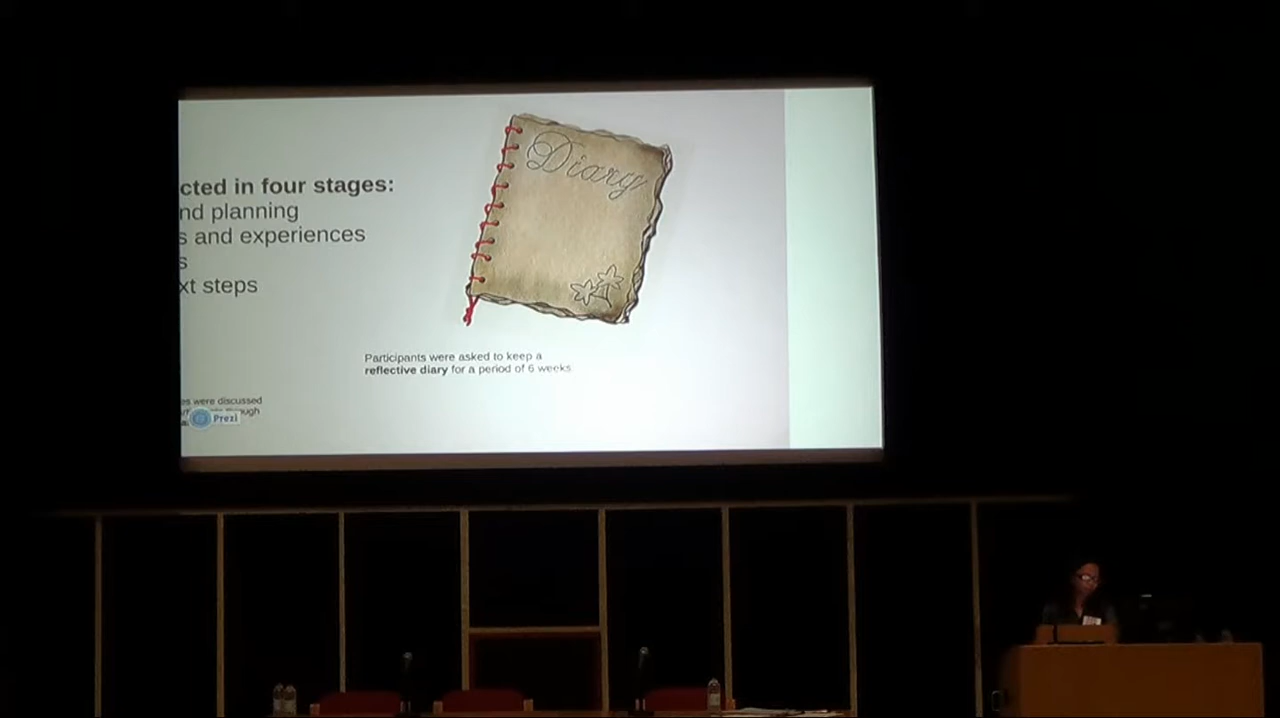 cted in four stages:
nd planning
s and experiences
s
xt steps
Diary
Participants were asked to keep a
reflective diary for a period of 6 weeks
es were discussed
ugh
Prezi